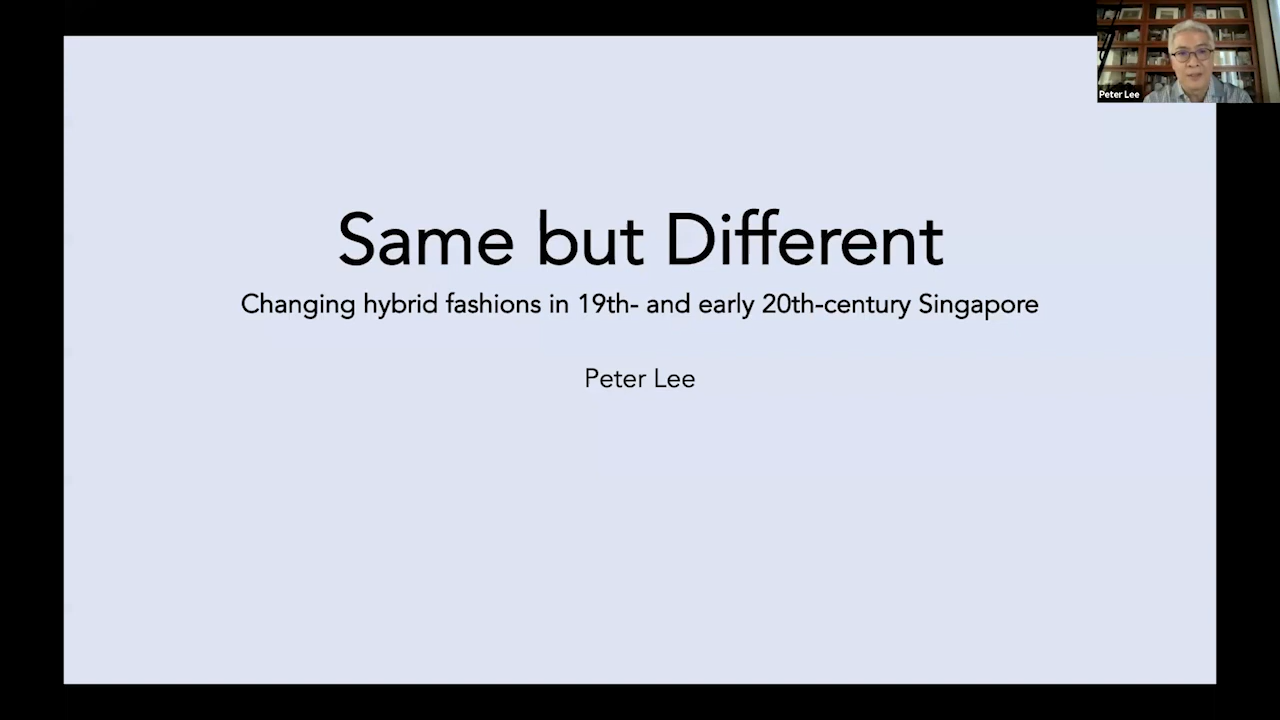 Peter Lee
Same but Different
Changing hybrid fashions in 19th- and early 20th-century Singapore
Peter Lee